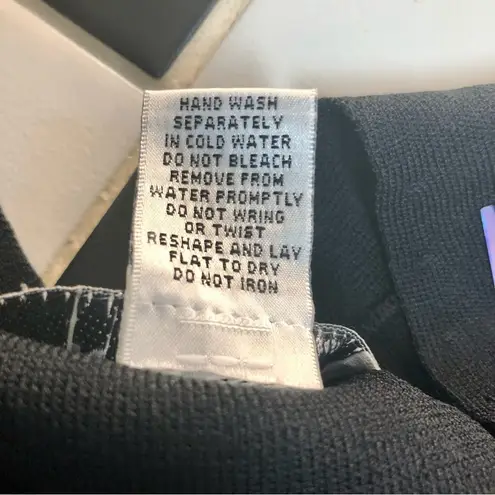 HAND WASH
SEPARATELY
IN COLD WATER
DO NOT BLEACH
REMOVE FROM
WATER PROMPTLY
DO NOT WRING
OR TWIST
RESHAPE AND LAY
FLAT TO DRY
DO NOT IRON